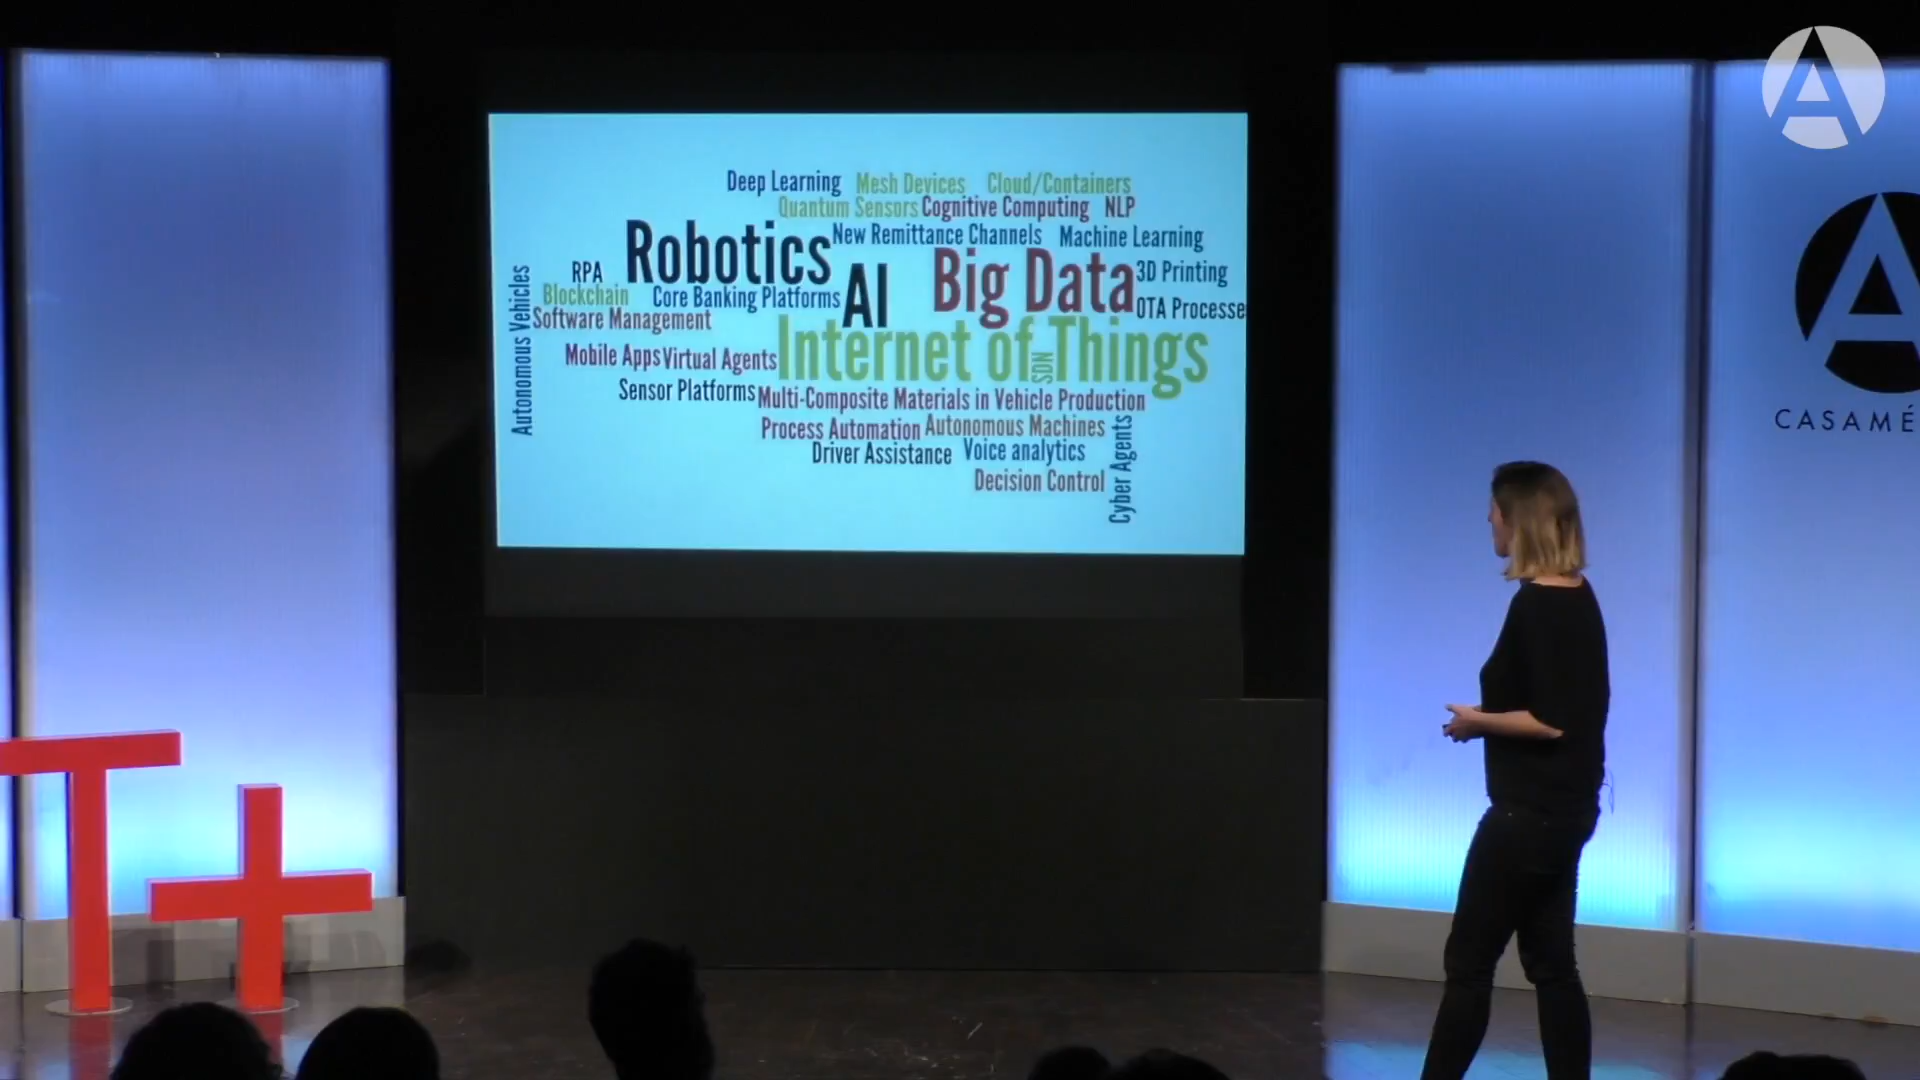 Deep Learning Mesh Devices Cloud/Containers
Quantum Sensors Cognitive Computing NLP
Robotics New Remittance Channels Machine Learning
RPA AI Big Data 3D Printing
Blockchain Core Banking Platforms OTA Processe
Autonomous Vehicles
Software Management
Internet of Things
SDN
Mobile Apps Virtual Agents
Sensor Platforms Multi-Composite Materials in Vehicle Production
Process Automation Autonomous Machines
Driver Assistance Voice analytics
Decision Control
Cyber Agents
A
A
CASAMÉ
T+